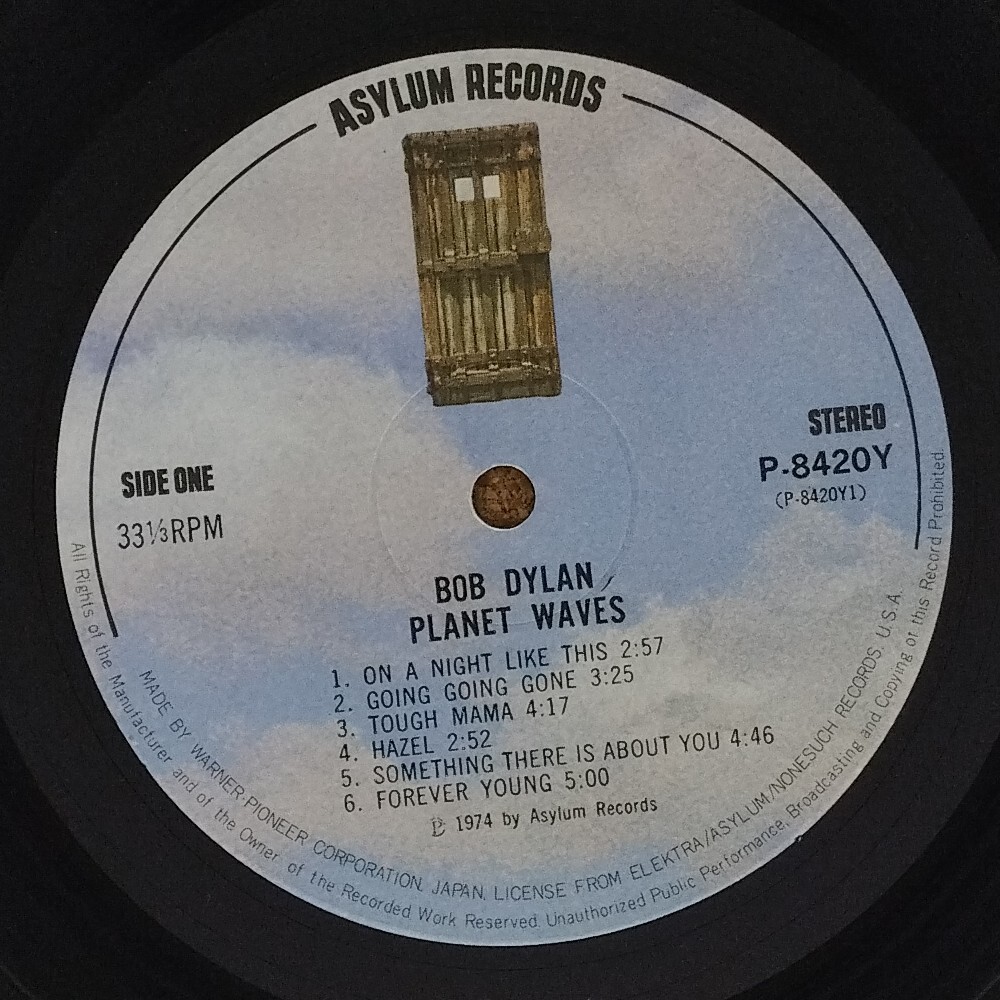 ASYLUM RECORDS
STEREO
P-8420Y
(P-8420Y1)
SIDE ONE
33⅓RPM
BOB DYLAN
PLANET WAVES
1. ON A NIGHT LIKE THIS 2:57
2. GOING GOING GONE 3:25
3. TOUGH MAMA 4:17
4. HAZEL 2:52
5. SOMETHING THERE IS ABOUT YOU 4:46
6. FOREVER YOUNG 5:00
℗ 1974 by Asylum Records
MADE BY WARNER-PIONEER CORPORATION, JAPAN, LICENSE FROM ELEKTRA/ASYLUM/NONESUCH RECORDS, U.S.A.
All Rights of the Manufacturer and of the Owner of the Recorded Work Reserved. Unauthorized Public Performance, Broadcasting and Copying of this Record Prohibited.